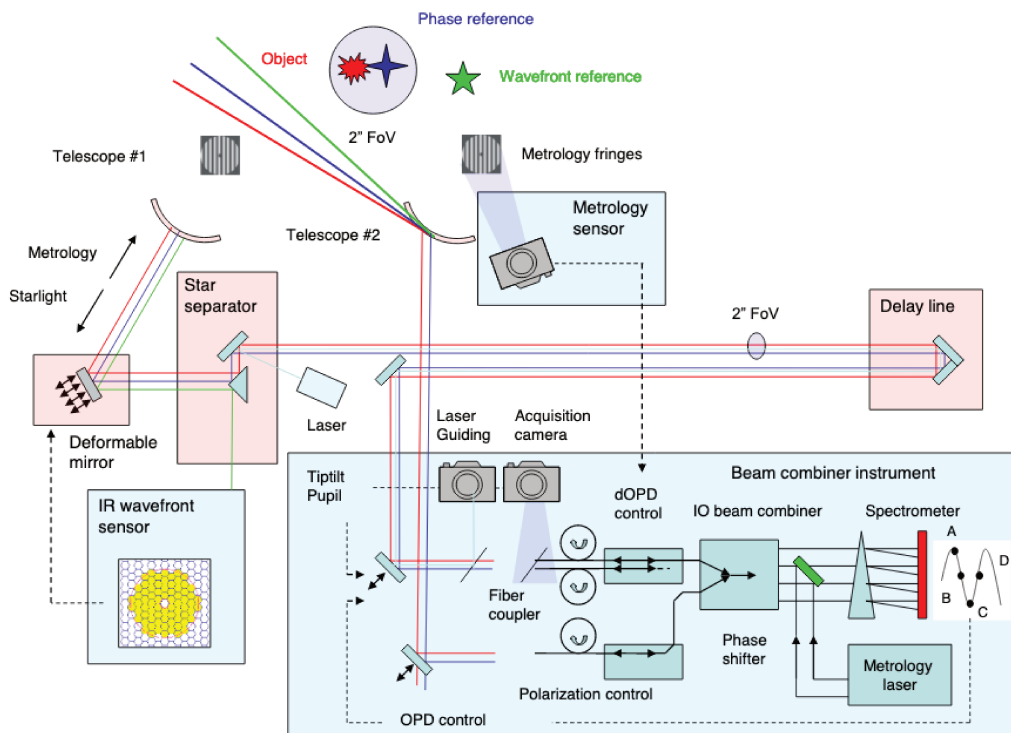 Phase reference
Object
Wavefront reference
2” FoV
Telescope #1
Metrology fringes
Metrology
sensor
Telescope #2
Metrology
Starlight
Star
separator
2” FoV
Delay line
Laser
Deformable
mirror
Laser
Guiding
Acquisition
camera
Beam combiner instrument
Tiptilt
Pupil
IR wavefront
sensor
dOPD
control
IO beam combiner
Spectrometer
A
D
B
C
Fiber
coupler
Phase
shifter
Metrology
laser
Polarization control
OPD control